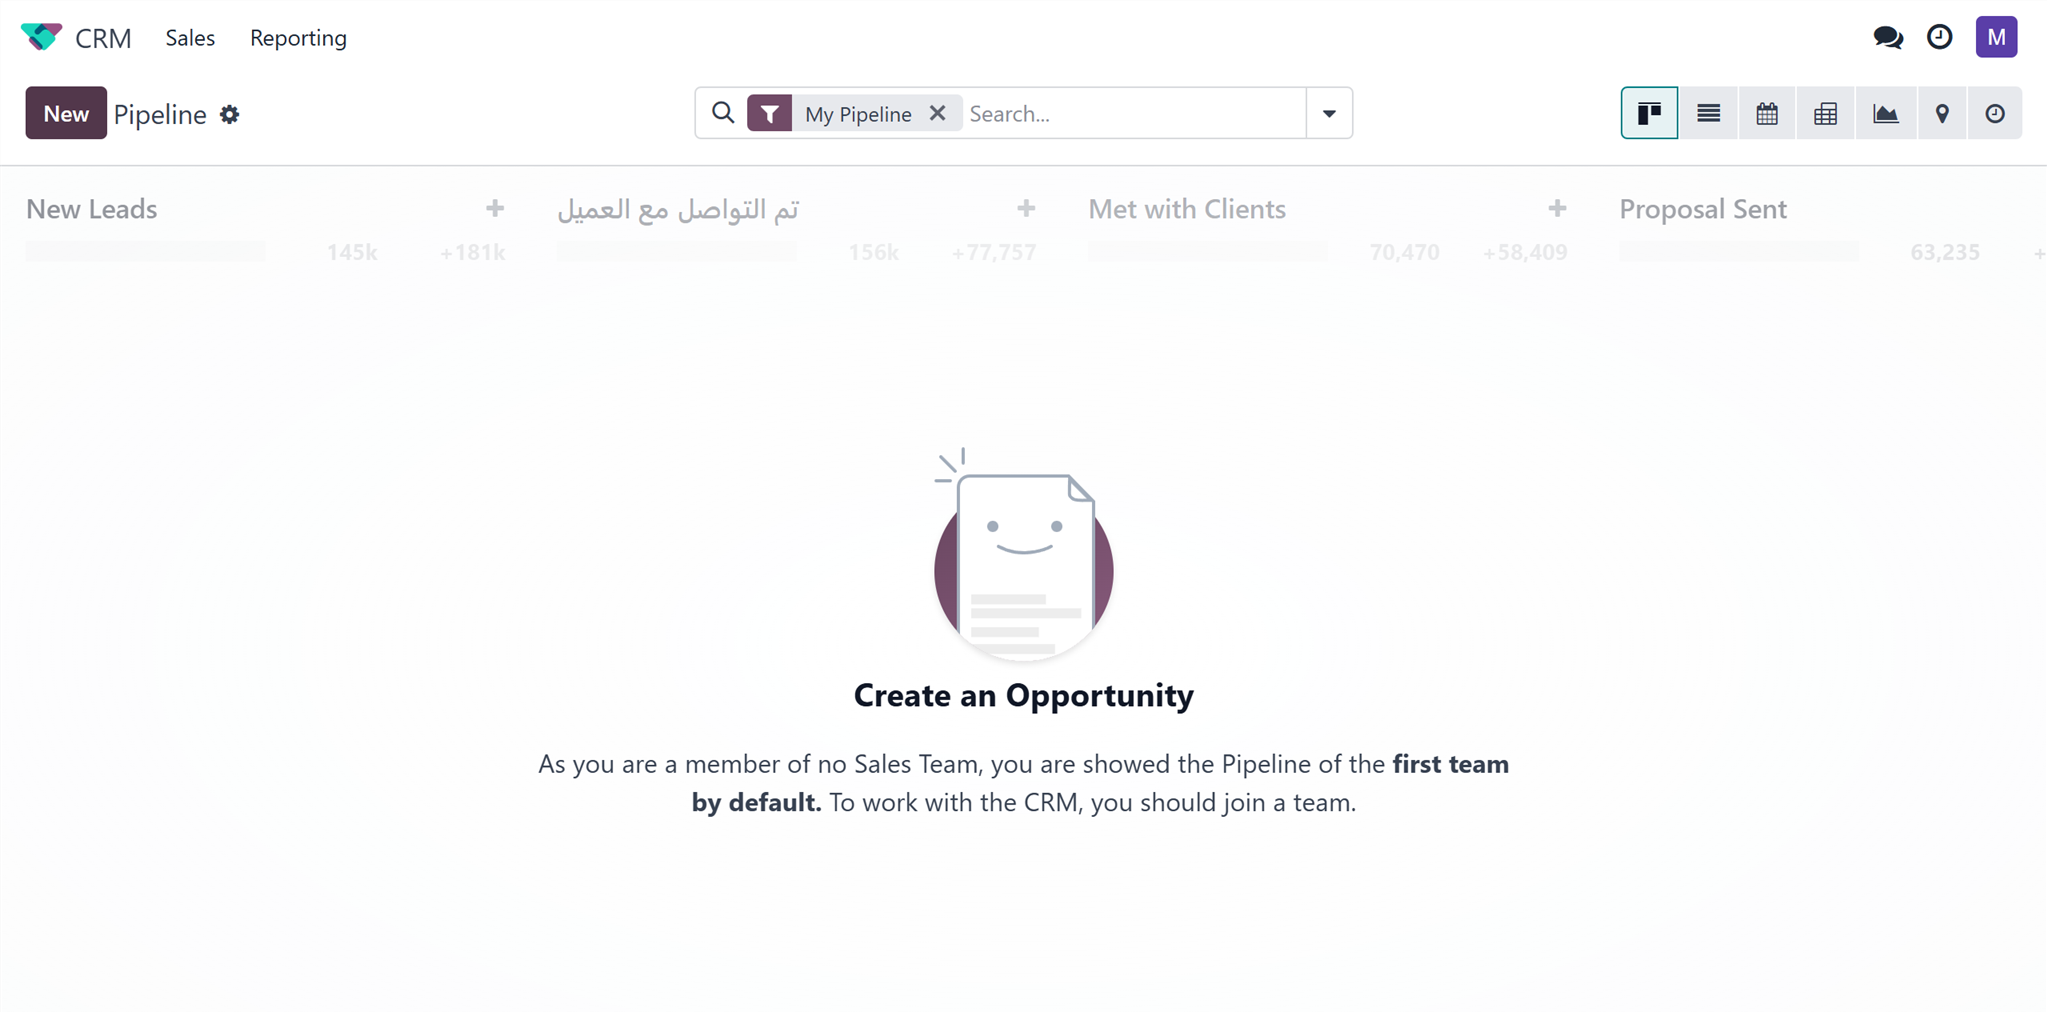 CRM Sales Reporting M
New Pipeline My Pipeline Search...
New Leads تم التواصل مع العميل Met with Clients Proposal Sent
145k +181k 156k +77,757 70,470 +58,409 63,235 +
Create an Opportunity
As you are a member of no Sales Team, you are showed the Pipeline of the first team
by default. To work with the CRM, you should join a team.